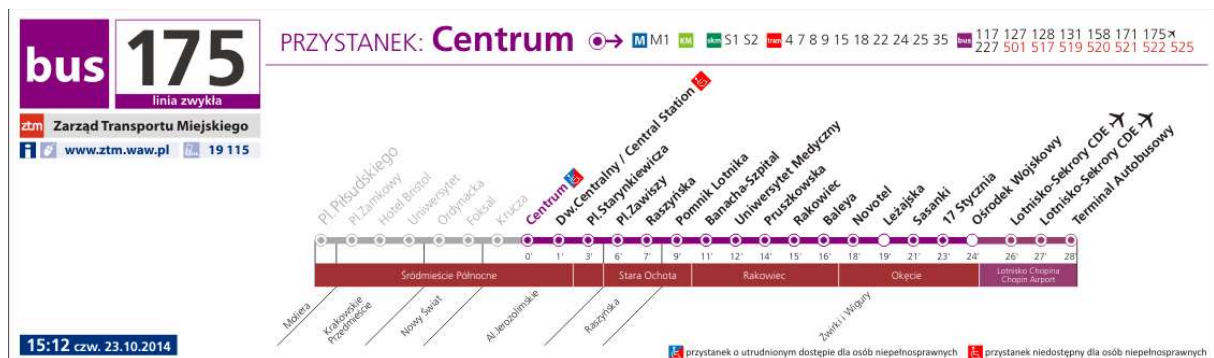 bus
175
linia zwykła
ztm Zarząd Transportu Miejskiego
i www.ztm.waw.pl 19 115
PRZYSTANEK: Centrum
M M1 KM skm S1 S2 tram 4 7 8 9 15 18 22 24 25 35 bus 117 127 128 131 158 171 175
227 501 517 519 520 521 522 525
Pl.Piłsudskiego
Pl.Zamkowy
Hotel Bristol
Uniwersytet
Ordynacka
Foksal
Krucza
Centrum
Dw.Centralny / Central Station
Pl.Starynkiewicza
Pl.Zawiszy
Raszyńska
Pomnik Lotnika
Banacha-Szpital
Uniwersytet Medyczny
Pruszkowska
Rakowiec
Baleya
Novotel
Leżajska
Sasanki
17 Stycznia
Ośrodek Wojskowy
Lotnisko-Sekrory CDE
Lotnisko-Sekrory CDE
Terminal Autobusowy
0' 1' 3' 6' 7' 9' 11' 12' 14' 15' 16' 18' 19' 21' 23' 24' 26' 27' 28'
Śródmieście Północne
Stara Ochota
Rakowiec
Okęcie
Lotnisko Chopina
Chopin Airport
Moliera
Krakowskie
Przedmieście
Nowy Świat
Al.Jerozolimskie
Raszyńska
Żwirki i Wigury
15:12 czw. 23.10.2014
przystanek o utrudnionym dostępie dla osób niepełnosprawnych
przystanek niedostępny dla osób niepełnosprawnych